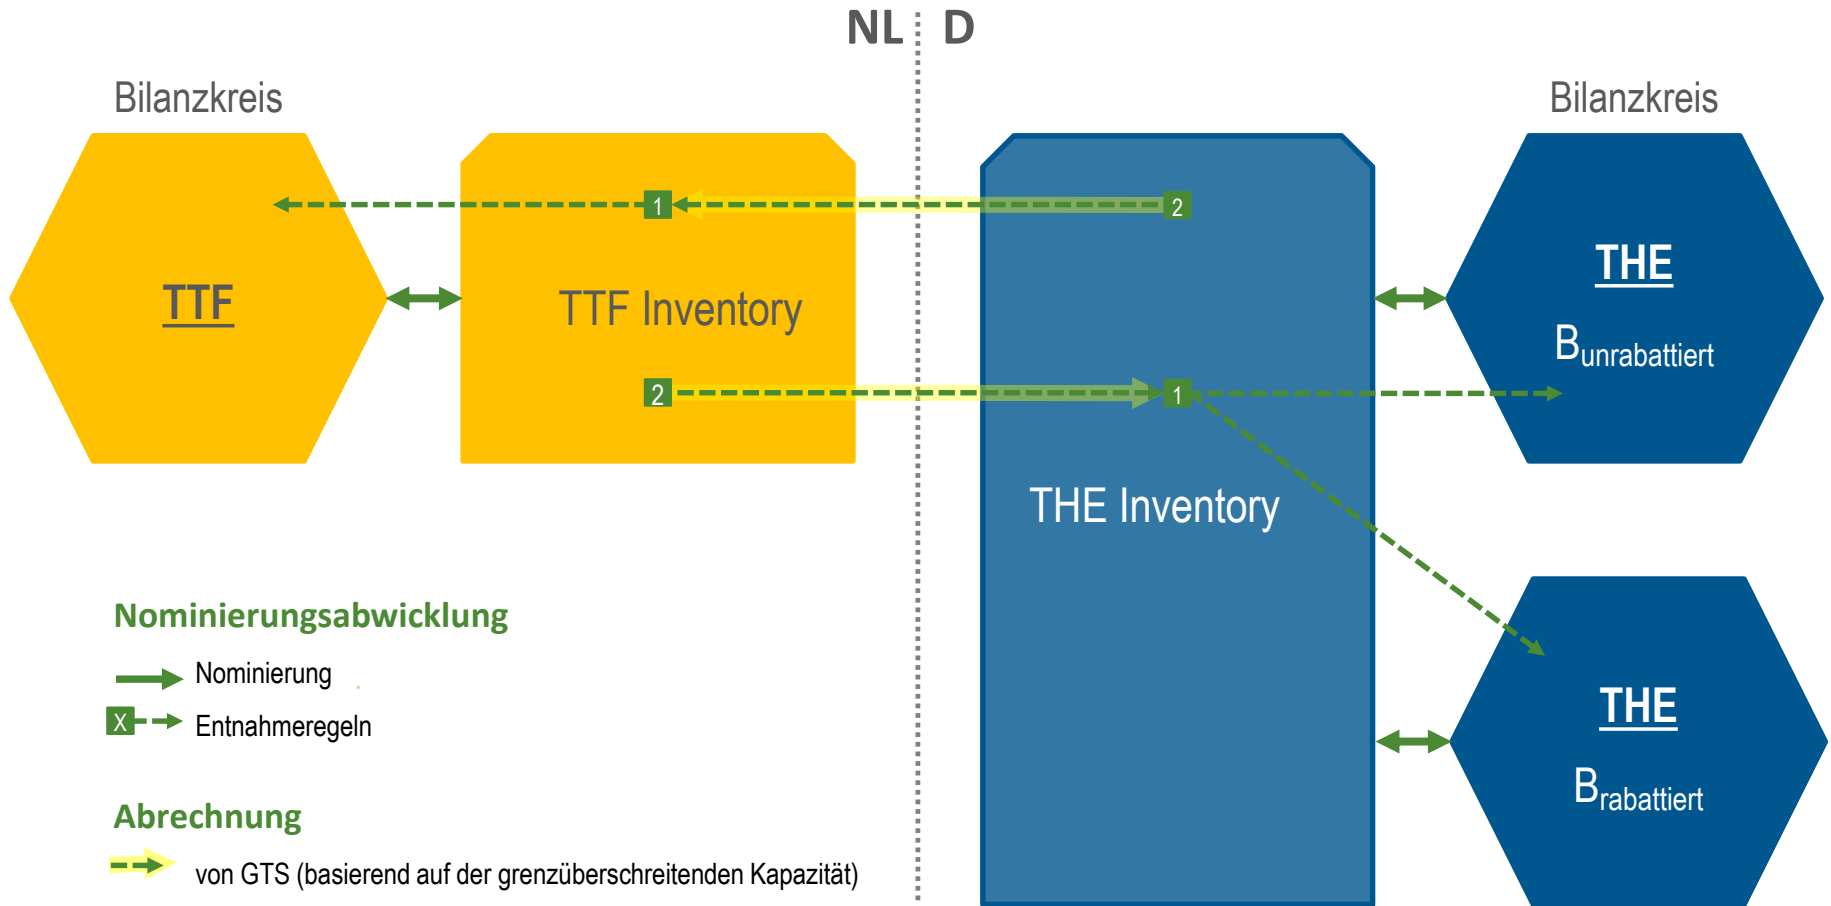 NL D
Bilanzkreis
Bilanzkreis
1
2
TTF
TTF Inventory
THE
Bunrabattiert
2
1
THE Inventory
Nominierungsabwicklung
Nominierung
X
Entnahmeregeln
THE
Brabattiert
Abrechnung
von GTS (basierend auf der grenzüberschreitenden Kapazität)